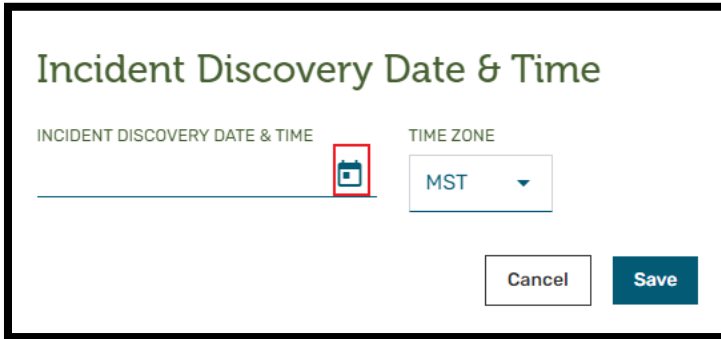 Incident Discovery Date & Time
INCIDENT DISCOVERY DATE & TIME
TIME ZONE
MST
Cancel
Save